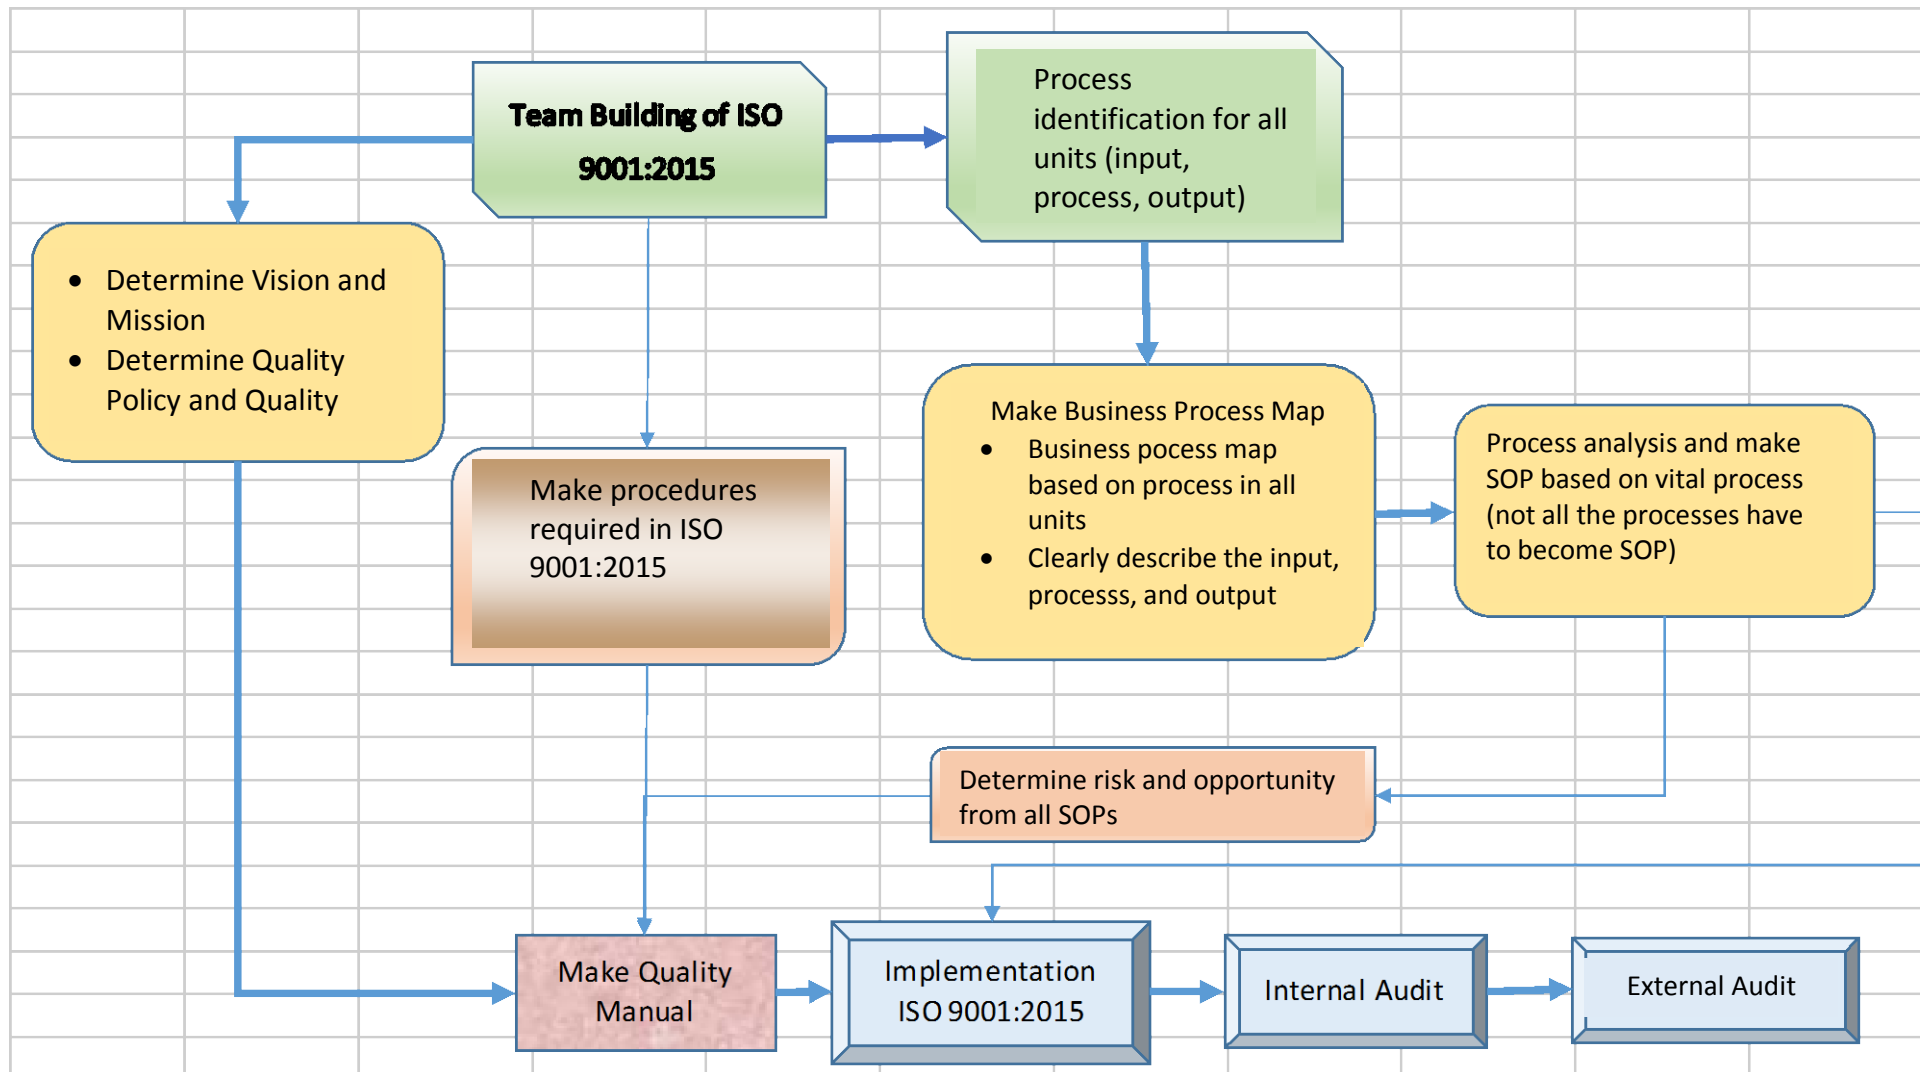 Team Building of ISO
9001:2015
Process
identification for all
units (input,
process, output)
• Determine Vision and
Mission
• Determine Quality
Policy and Quality
Make procedures
required in ISO
9001:2015
Make Business Process Map
• Business pocess map
based on process in all
units
• Clearly describe the input,
processs, and output
Process analysis and make
SOP based on vital process
(not all the processes have
to become SOP)
Determine risk and opportunity
from all SOPs
Make Quality
Manual
Implementation
ISO 9001:2015
Internal Audit
External Audit